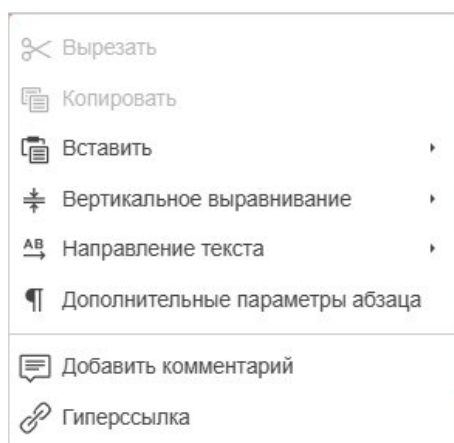 Вырезать
Копировать
Вставить
Вертикальное выравнивание
AB Направление текста
¶ Дополнительные параметры абзаца
Добавить комментарий
Гиперссылка